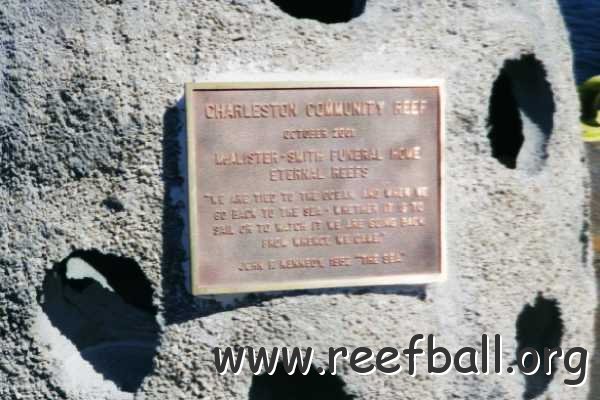 CHARLESTON COMMUNITY REEF
OCTOBER 2001
MCALISTER-SMITH FUNERAL HOME
ETERNAL REEFS
"WE ARE TIED TO THE OCEAN. AND WHEN WE
GO BACK TO THE SEA - WHETHER IT IS TO
SAIL OR TO WATCH IT WE ARE GOING BACK
FROM WHENCE WE CAME."
JOHN F. KENNEDY, 1962 "THE SEA"
www.reefball.org